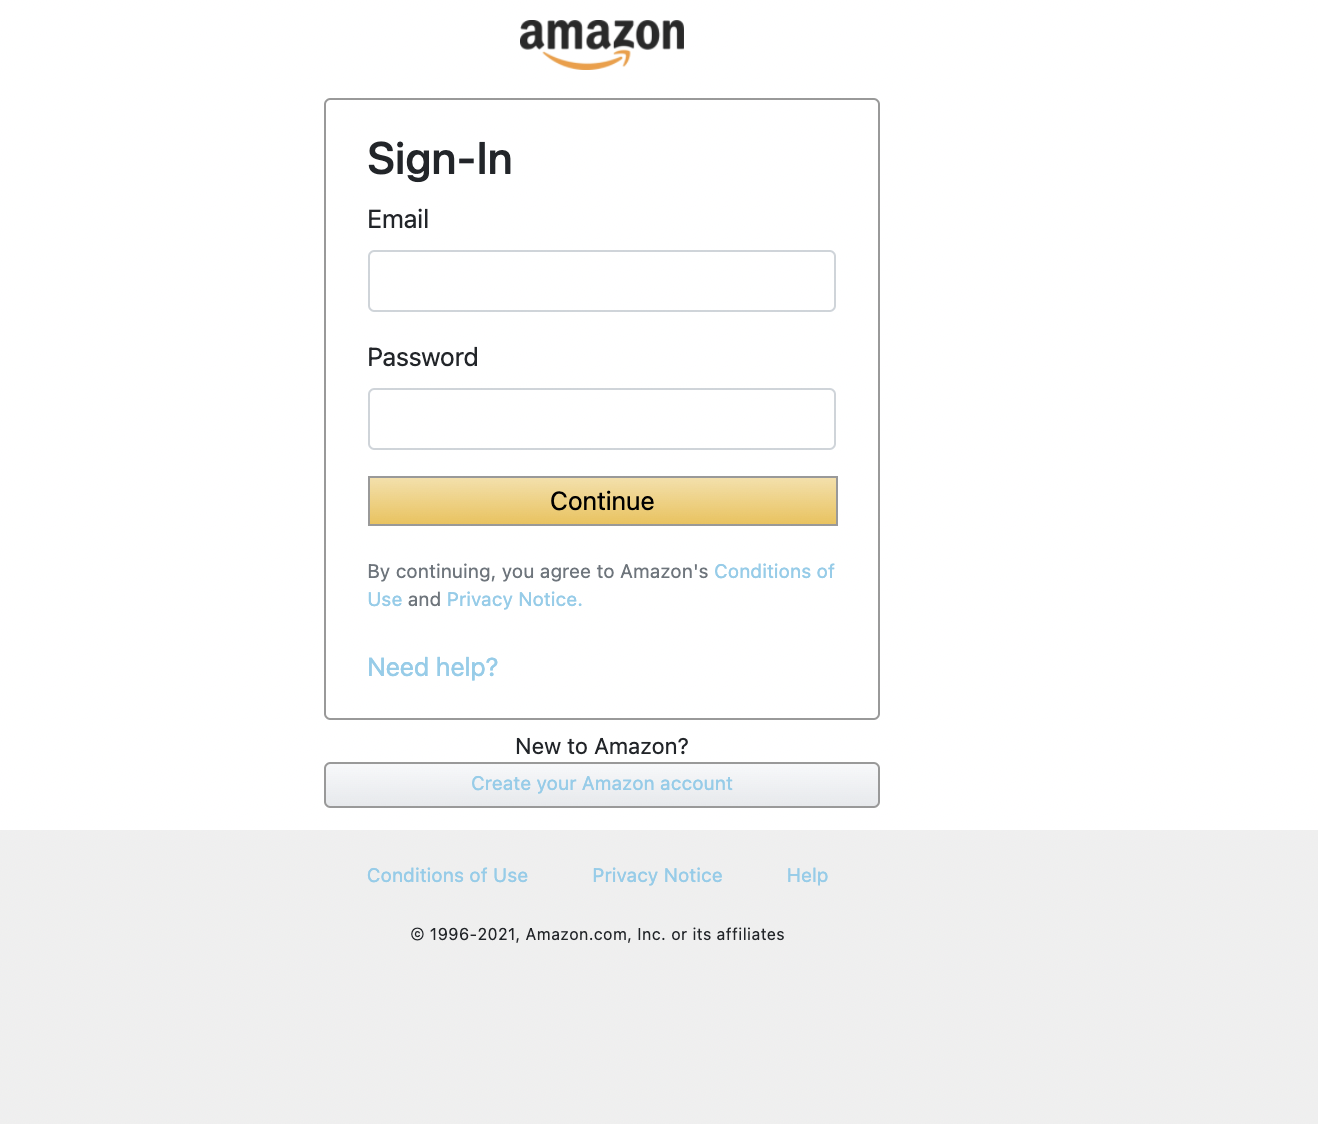 amazon
Sign-In
Email
Password
Continue
By continuing, you agree to Amazon's Conditions of
Use and Privacy Notice.
Need help?
New to Amazon?
Create your Amazon account
Conditions of Use Privacy Notice Help
© 1996-2021, Amazon.com, Inc. or its affiliates